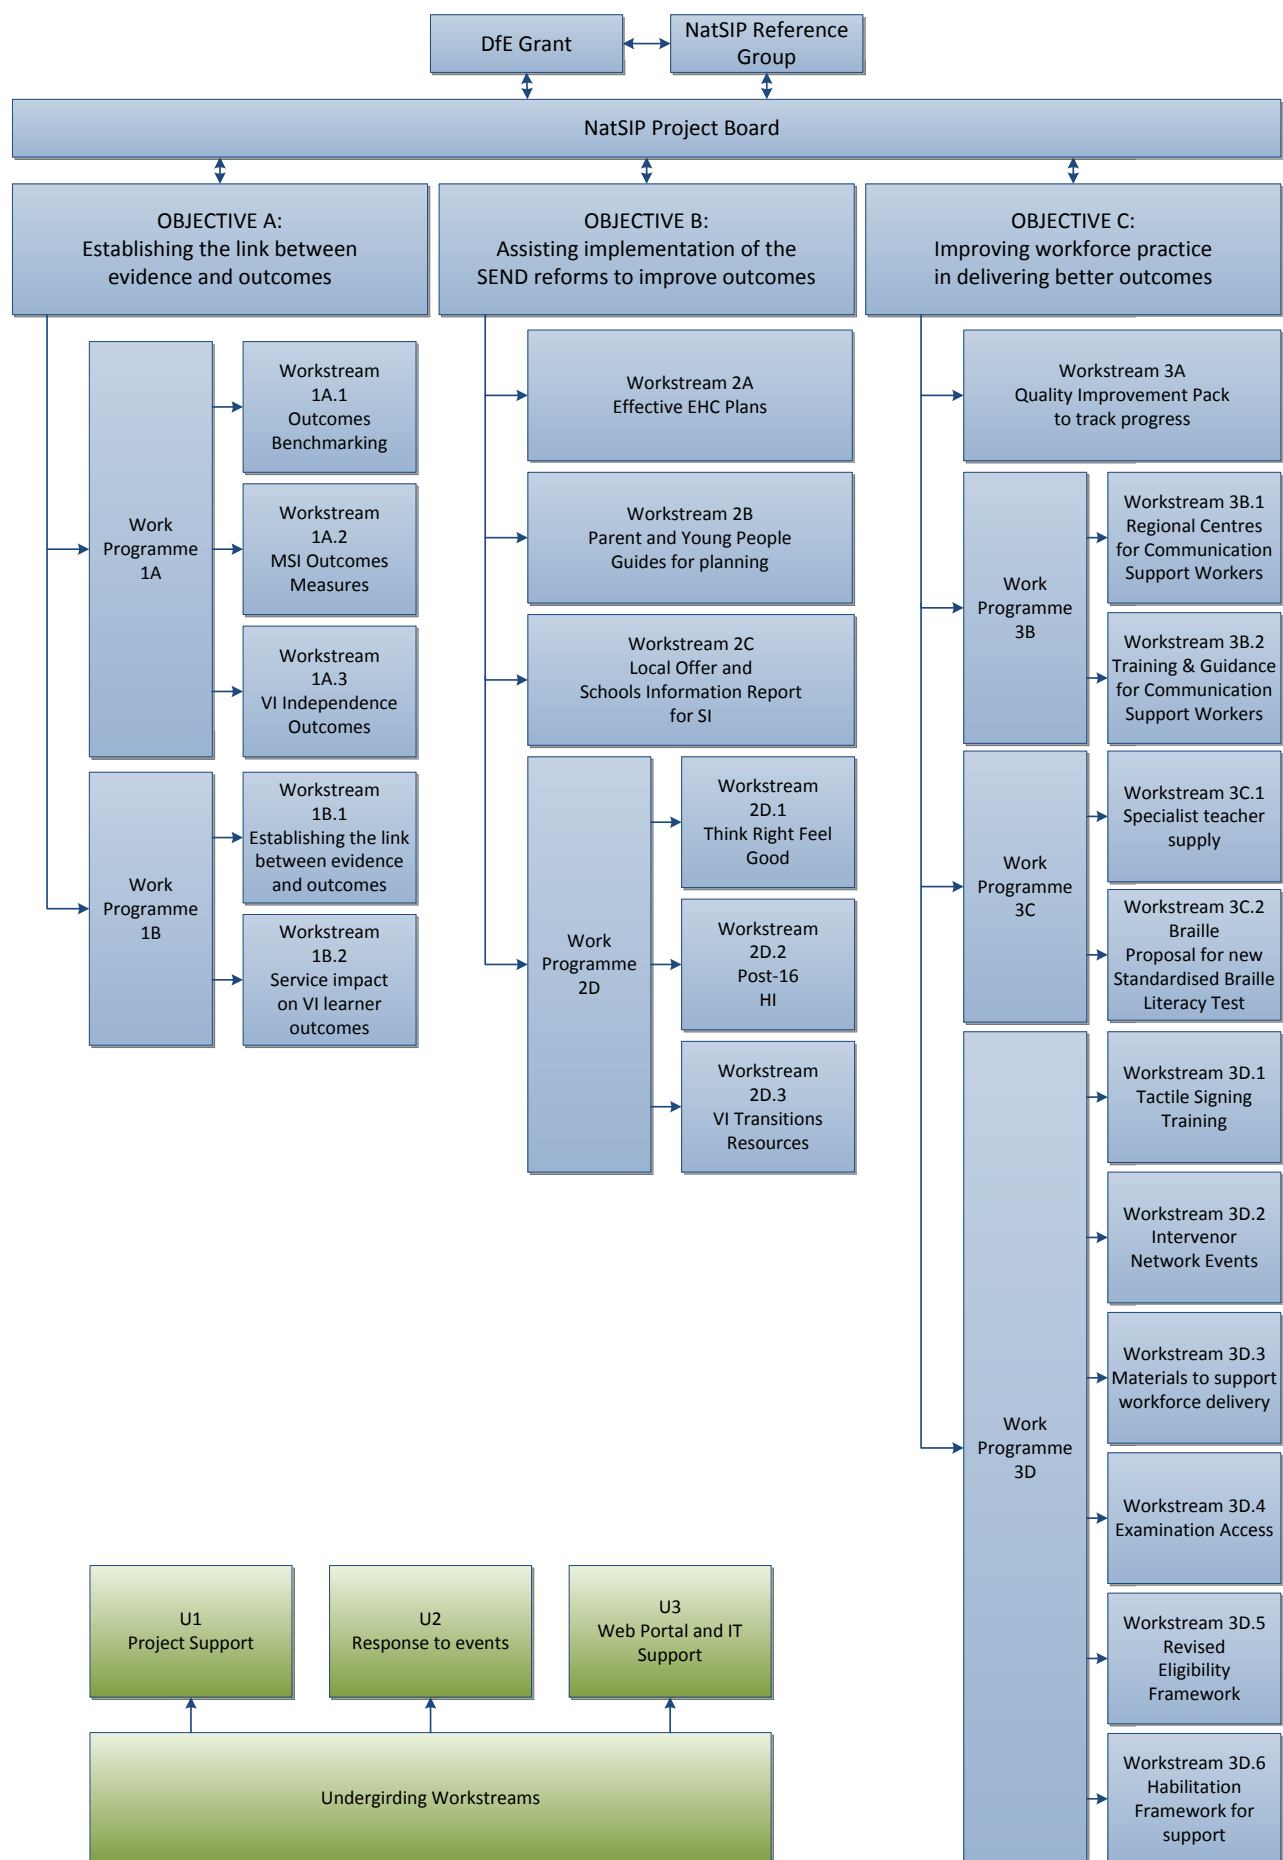 DfE Grant
NatSIP Reference
Group
NatSIP Project Board
OBJECTIVE A:
Establishing the link between
evidence and outcomes
Work
Programme
1A
Workstream
1A.1
Outcomes
Benchmarking
Workstream
1A.2
MSI Outcomes
Measures
Workstream
1A.3
VI Independence
Outcomes
Work
Programme
1B
Workstream
1B.1
Establishing the link
between evidence
and outcomes
Workstream
1B.2
Service impact
on VI learner
outcomes
OBJECTIVE B:
Assisting implementation of the
SEND reforms to improve outcomes
Workstream 2A
Effective EHC Plans
Workstream 2B
Parent and Young People
Guides for planning
Workstream 2C
Local Offer and
Schools Information Report
for SI
Work
Programme
2D
Workstream
2D.1
Think Right Feel
Good
Workstream
2D.2
Post-16
HI
Workstream
2D.3
VI Transitions
Resources
OBJECTIVE C:
Improving workforce practice
in delivering better outcomes
Workstream 3A
Quality Improvement Pack
to track progress
Work
Programme
3B
Workstream 3B.1
Regional Centres
for Communication
Support Workers
Workstream 3B.2
Training & Guidance
for Communication
Support Workers
Work
Programme
3C
Workstream 3C.1
Specialist teacher
supply
Workstream 3C.2
Braille
Proposal for new
Standardised Braille
Literacy Test
Work
Programme
3D
Workstream 3D.1
Tactile Signing
Training
Workstream 3D.2
Intervenor
Network Events
Workstream 3D.3
Materials to support
workforce delivery
Workstream 3D.4
Examination Access
Workstream 3D.5
Revised
Eligibility
Framework
Workstream 3D.6
Habilitation
Framework for
support
U1
Project Support
U2
Response to events
U3
Web Portal and IT
Support
Undergirding Workstreams